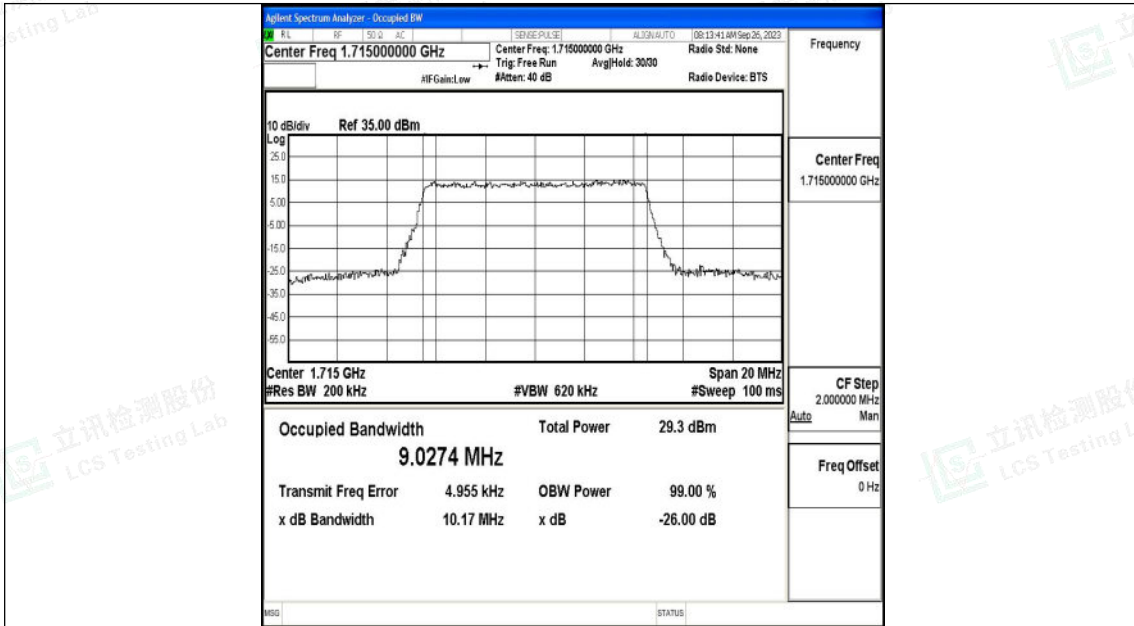 Agilent Spectrum Analyzer - Occupied BW
RL RF 50 Ω AC SENSE:PULSE ALIGNAUTO 08:13:41 AM Sep 26, 2023
Center Freq 1.715000000 GHz
Center Freq: 1.715000000 GHz
Radio Std: None
Trig: Free Run Avg|Hold: 30/30
#IFGain:Low #Atten: 40 dB Radio Device: BTS
Frequency
10 dB/div Ref 35.00 dBm
Log
25.0
15.0
5.00
-5.00
-15.0
-25.0
-35.0
-45.0
-55.0
Center 1.715 GHz Span 20 MHz
#Res BW 200 kHz #VBW 620 kHz #Sweep 100 ms
Occupied Bandwidth Total Power 29.3 dBm
9.0274 MHz
Transmit Freq Error 4.955 kHz OBW Power 99.00 %
x dB Bandwidth 10.17 MHz x dB -26.00 dB
Center Freq
1.715000000 GHz
CF Step
2.000000 MHz
Auto Man
Freq Offset
0 Hz
MSG STATUS
sting Lab
立讯检测股份
LCS Testing Lab
立讯检测股份
LCS Testing L